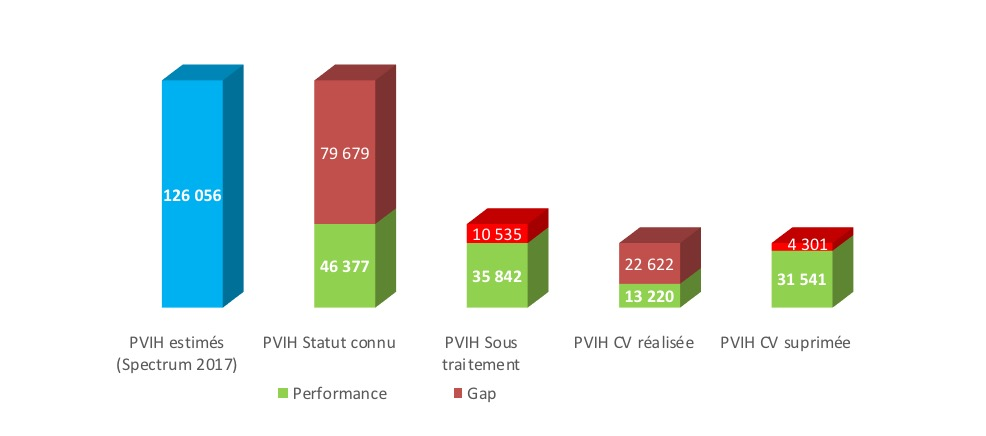 79 679
126 056
10 535
4 301
22 622
46 377
35 842
31 541
13 220
PVIH estimés
(Spectrum 2017)
PVIH Statut connu
PVIH Sous
traitement
PVIH CV réalisée
PVIH CV suprimée
Performance
Gap